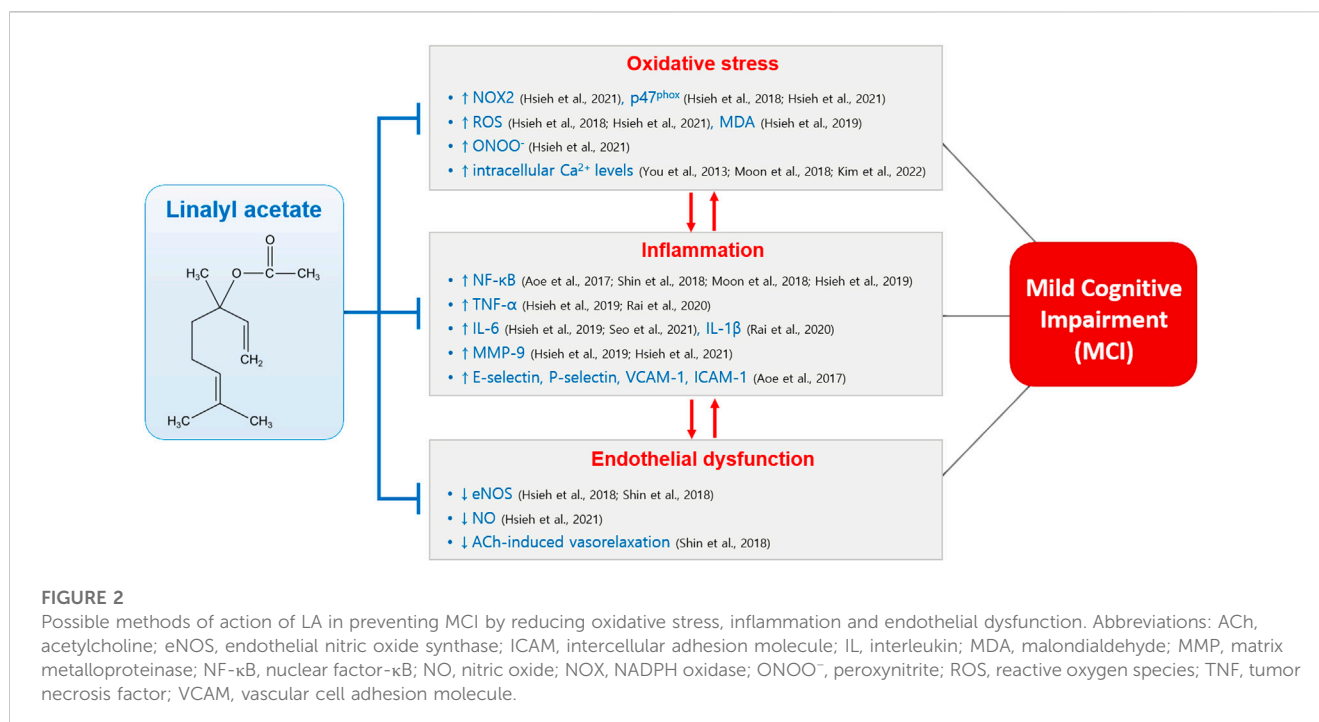 Oxidative stress
• ↑ NOX2 (Hsieh et al., 2021), p47phox (Hsieh et al., 2018; Hsieh et al., 2021)
• ↑ ROS (Hsieh et al., 2018; Hsieh et al., 2021), MDA (Hsieh et al., 2019)
• ↑ ONOO- (Hsieh et al., 2021)
• ↑ intracellular Ca2+ levels (You et al., 2013; Moon et al., 2018; Kim et al., 2022)
Linalyl acetate
O
H3C
O
C
CH3
CH2
H3C
CH3
Inflammation
• ↑ NF-κB (Aoe et al., 2017; Shin et al., 2018; Moon et al., 2018; Hsieh et al., 2019)
• ↑ TNF-α (Hsieh et al., 2019; Rai et al., 2020)
• ↑ IL-6 (Hsieh et al., 2019; Seo et al., 2021), IL-1β (Rai et al., 2020)
• ↑ MMP-9 (Hsieh et al., 2019; Hsieh et al., 2021)
• ↑ E-selectin, P-selectin, VCAM-1, ICAM-1 (Aoe et al., 2017)
Mild Cognitive
Impairment
(MCI)
Endothelial dysfunction
• ↓ eNOS (Hsieh et al., 2018; Shin et al., 2018)
• ↓ NO (Hsieh et al., 2021)
• ↓ ACh-induced vasorelaxation (Shin et al., 2018)
FIGURE 2
Possible methods of action of LA in preventing MCI by reducing oxidative stress, inflammation and endothelial dysfunction. Abbreviations: ACh,
acetylcholine; eNOS, endothelial nitric oxide synthase; ICAM, intercellular adhesion molecule; IL, interleukin; MDA, malondialdehyde; MMP, matrix
metalloproteinase; NF-κB, nuclear factor-κB; NO, nitric oxide; NOX, NADPH oxidase; ONOO−, peroxynitrite; ROS, reactive oxygen species; TNF, tumor
necrosis factor; VCAM, vascular cell adhesion molecule.